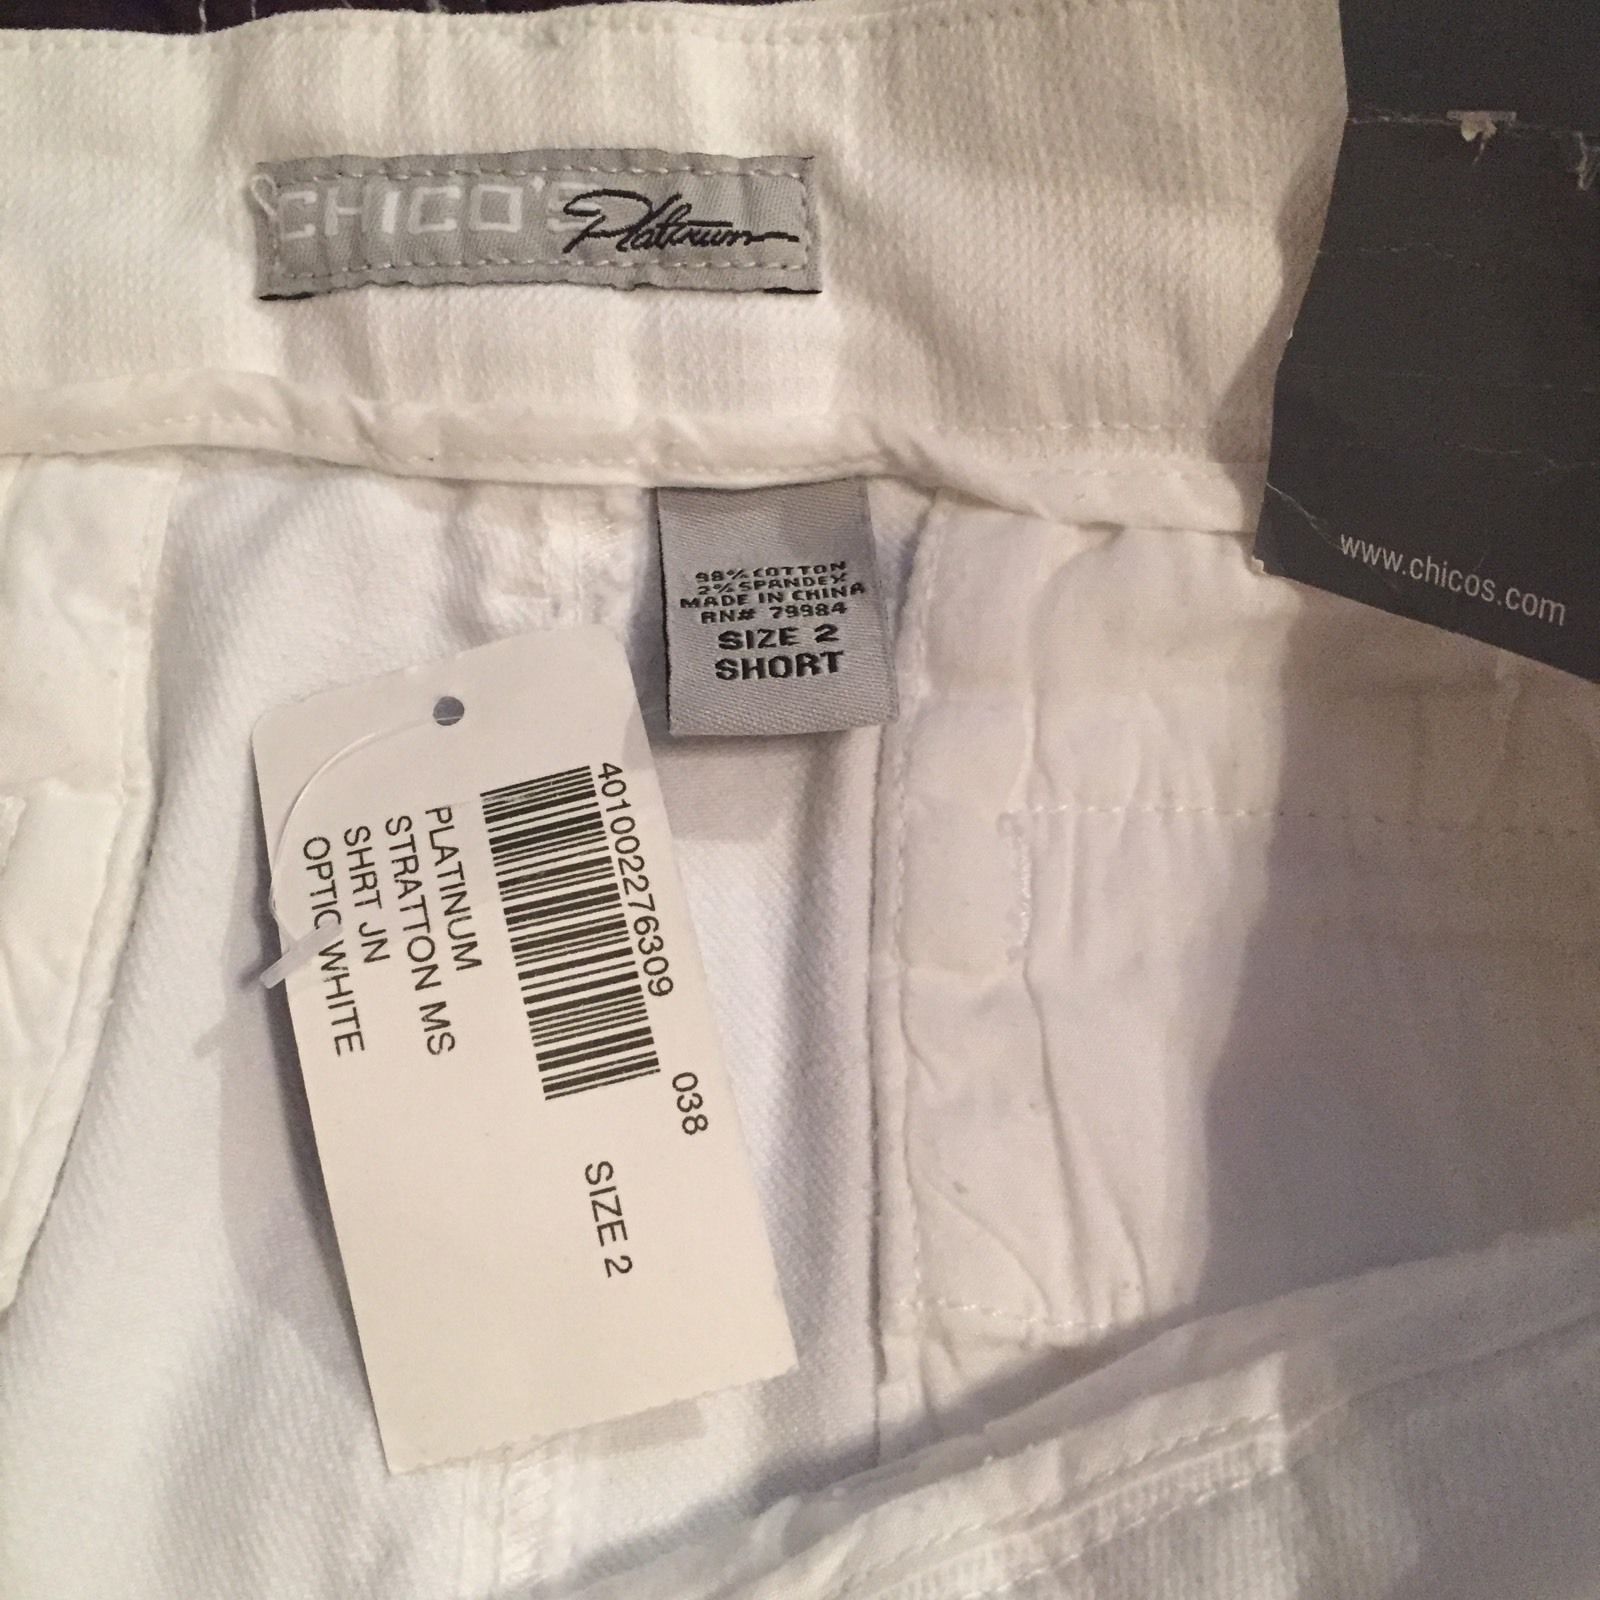 CHICO'S Platinum
www.chicos.com
98% COTTON
2% SPANDEX
MADE IN CHINA
RN# 79984
SIZE 2
SHORT
401002276309
038
PLATINUM
STRATTON MS
SHRT JN
OPTIC WHITE
SIZE 2